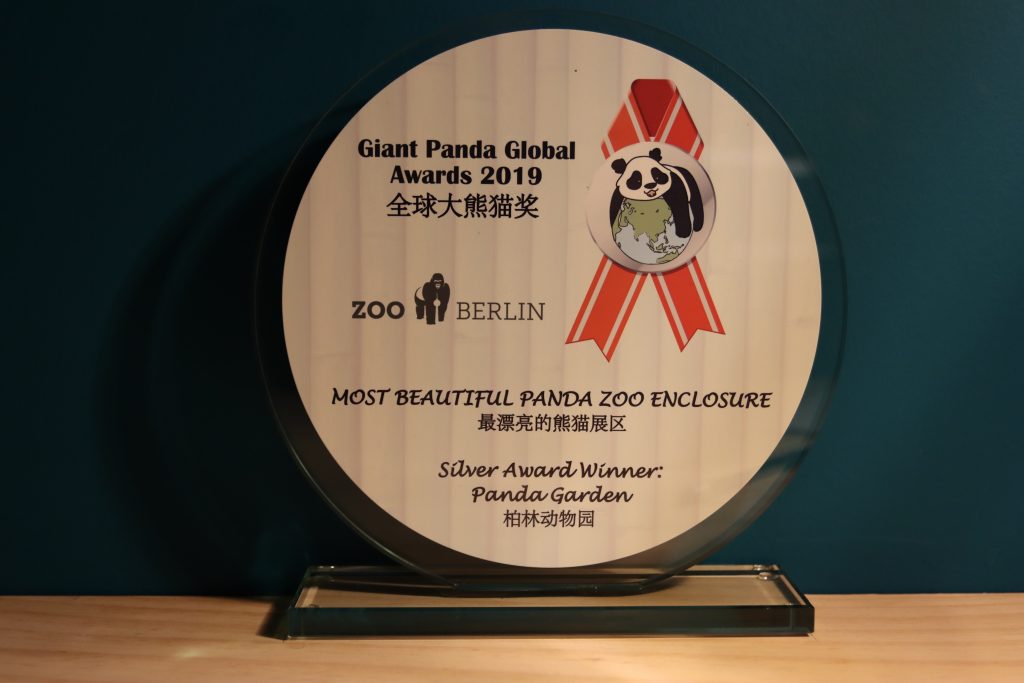 Giant Panda Global
Awards 2019
全球大熊猫奖
ZOO BERLIN
MOST BEAUTIFUL PANDA ZOO ENCLOSURE
最漂亮的熊猫展区
Silver Award Winner:
Panda Garden
柏林动物园